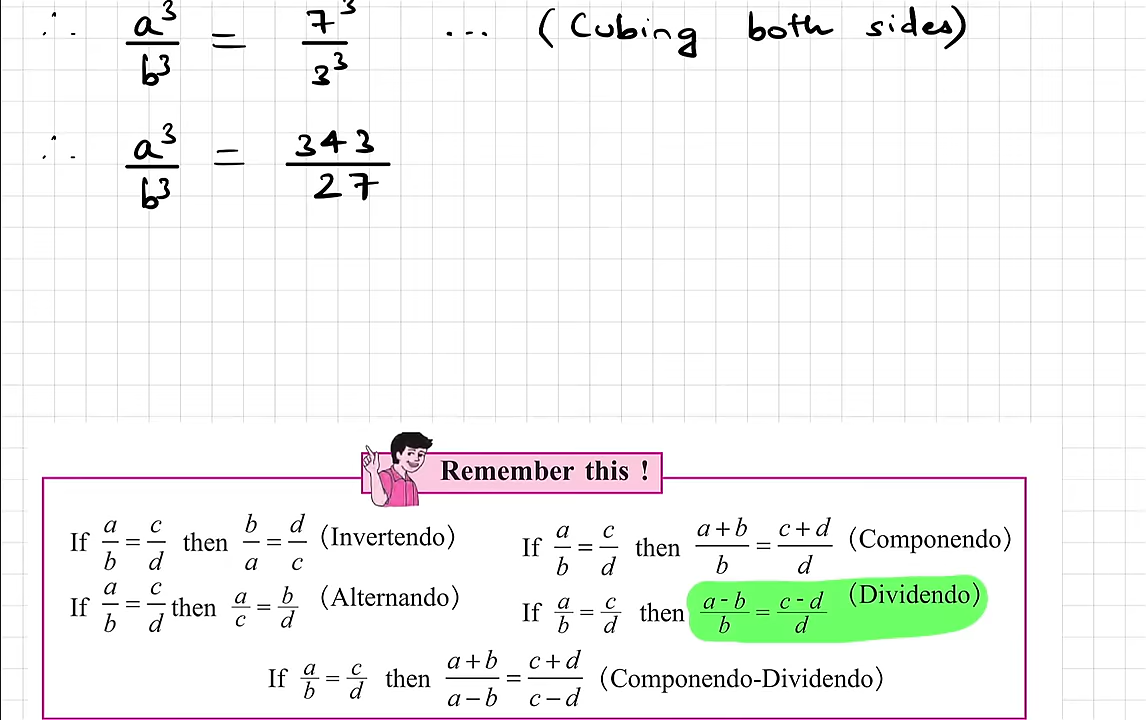 ∴ a³/b³ = 7³/3³ ... (Cubing both sides)
∴ a³/b³ = 343/27
Remember this !
If a/b = c/d then b/a = d/c (Invertendo)
If a/b = c/d then (a+b)/b = (c+d)/d (Componendo)
If a/b = c/d then a/c = b/d (Alternando)
If a/b = c/d then (a-b)/b = (c-d)/d (Dividendo)
If a/b = c/d then (a+b)/(a−b) = (c+d)/(c−d) (Componendo-Dividendo)